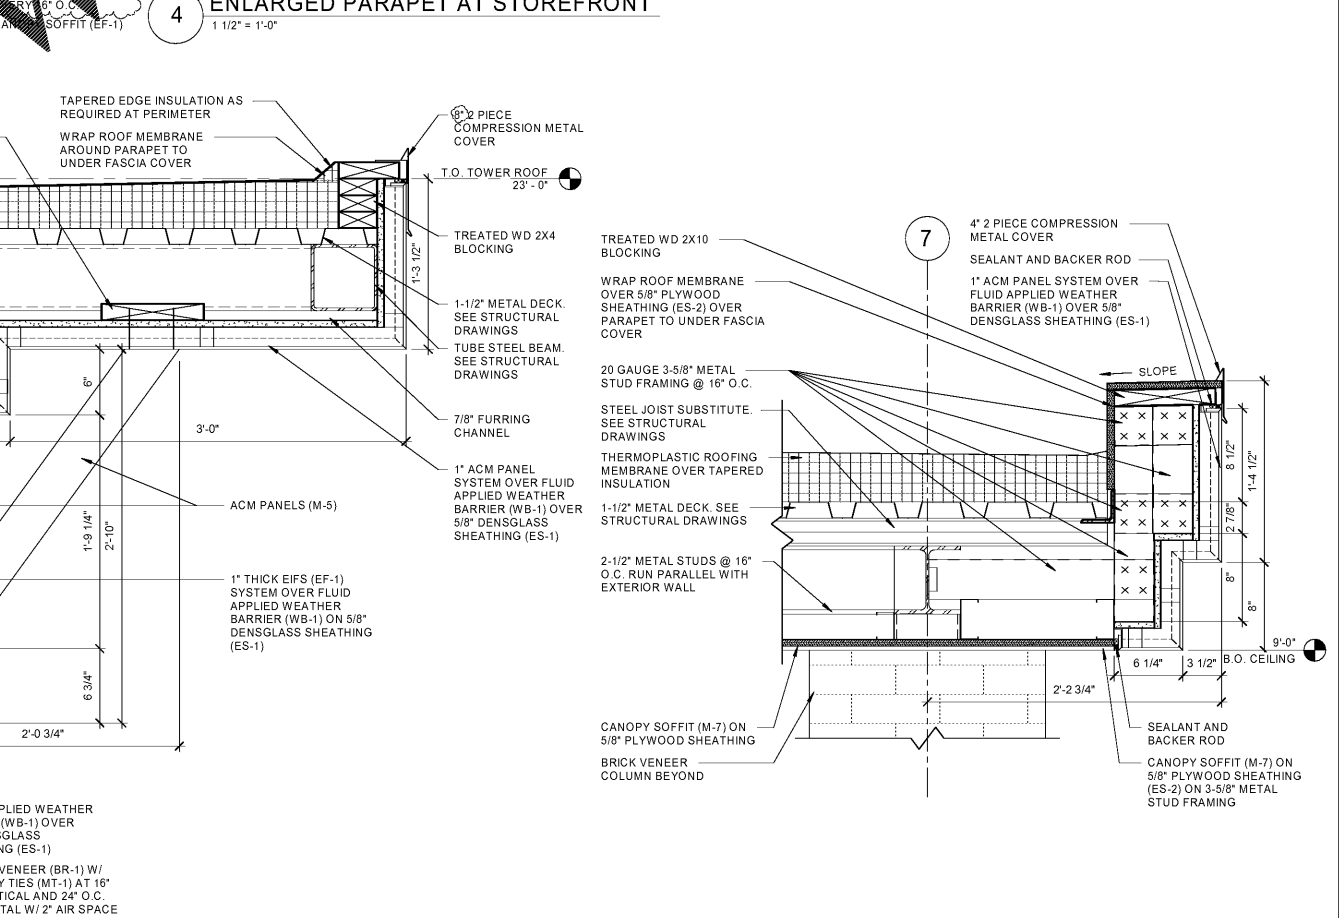 ERY 16" O.C.
SOFFIT (EF-1)
4
ENLARGED PARAPET AT STOREFRONT
1 1/2" = 1'-0"
TAPERED EDGE INSULATION AS
REQUIRED AT PERIMETER
WRAP ROOF MEMBRANE
AROUND PARAPET TO
UNDER FASCIA COVER
8" 2 PIECE
COMPRESSION METAL
COVER
T.O. TOWER ROOF
23' - 0"
TREATED WD 2X4
BLOCKING
1'-3 1/2"
1-1/2" METAL DECK.
SEE STRUCTURAL
DRAWINGS
TUBE STEEL BEAM.
SEE STRUCTURAL
DRAWINGS
7/8" FURRING
CHANNEL
1" ACM PANEL
SYSTEM OVER FLUID
APPLIED WEATHER
BARRIER (WB-1) OVER
5/8" DENSGLASS
SHEATHING (ES-1)
6"
3'-0"
ACM PANELS (M-5)
1'-9 1/4"
2'-10"
1" THICK EIFS (EF-1)
SYSTEM OVER FLUID
APPLIED WEATHER
BARRIER (WB-1) ON 5/8"
DENSGLASS SHEATHING
(ES-1)
6 3/4"
2'-0 3/4"
PLIED WEATHER
(WB-1) OVER
SGLASS
NG (ES-1)
VENEER (BR-1) W/
Y TIES (MT-1) AT 16"
TICAL AND 24" O.C.
TAL W/ 2" AIR SPACE
7
TREATED WD 2X10
BLOCKING
WRAP ROOF MEMBRANE
OVER 5/8" PLYWOOD
SHEATHING (ES-2) OVER
PARAPET TO UNDER FASCIA
COVER
20 GAUGE 3-5/8" METAL
STUD FRAMING @ 16" O.C.
STEEL JOIST SUBSTITUTE.
SEE STRUCTURAL
DRAWINGS
THERMOPLASTIC ROOFING
MEMBRANE OVER TAPERED
INSULATION
1-1/2" METAL DECK. SEE
STRUCTURAL DRAWINGS
2-1/2" METAL STUDS @ 16"
O.C. RUN PARALLEL WITH
EXTERIOR WALL
CANOPY SOFFIT (M-7) ON
5/8" PLYWOOD SHEATHING
BRICK VENEER
COLUMN BEYOND
4" 2 PIECE COMPRESSION
METAL COVER
SEALANT AND BACKER ROD
1" ACM PANEL SYSTEM OVER
FLUID APPLIED WEATHER
BARRIER (WB-1) OVER 5/8"
DENSGLASS SHEATHING (ES-1)
SLOPE
8 1/2"
1'-4 1/2"
2 7/8"
8"
8"
9'-0"
B.O. CEILING
6 1/4"
3 1/2"
2'-2 3/4"
SEALANT AND
BACKER ROD
CANOPY SOFFIT (M-7) ON
5/8" PLYWOOD SHEATHING
(ES-2) ON 3-5/8" METAL
STUD FRAMING